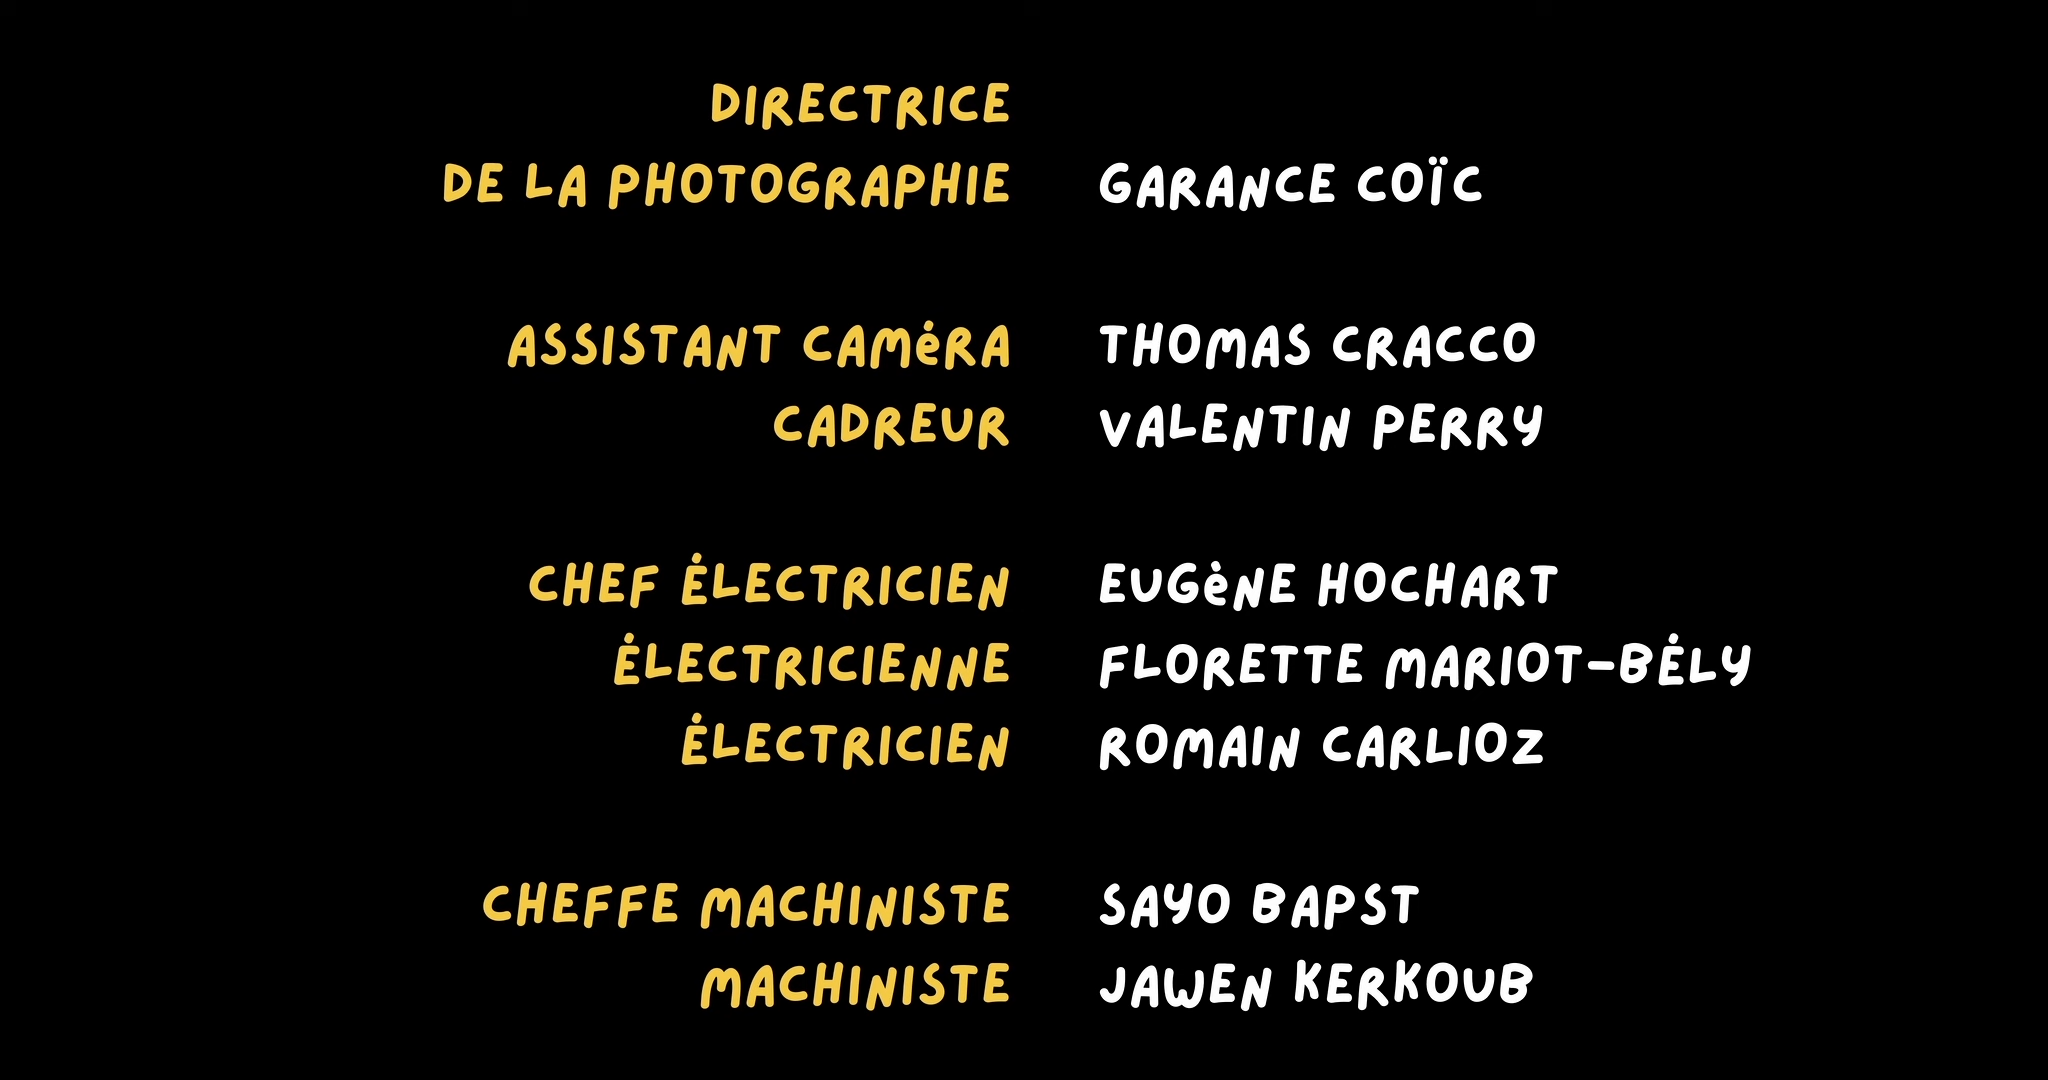 DIRECTRICE
DE LA PHOTOGRAPHIE GARANCE COÏC
ASSISTANT CAMéRA THOMAS CRACCO
CADREUR VALENTIN PERRY
CHEF ÉLECTRICIEN EUGèNE HOCHART
ÉLECTRICIENNE FLORETTE MARIOT-BÉLY
ÉLECTRICIEN ROMAIN CARLIOZ
CHEFFE MACHINISTE SAYO BAPST
MACHINISTE JAWEN KERKOUB